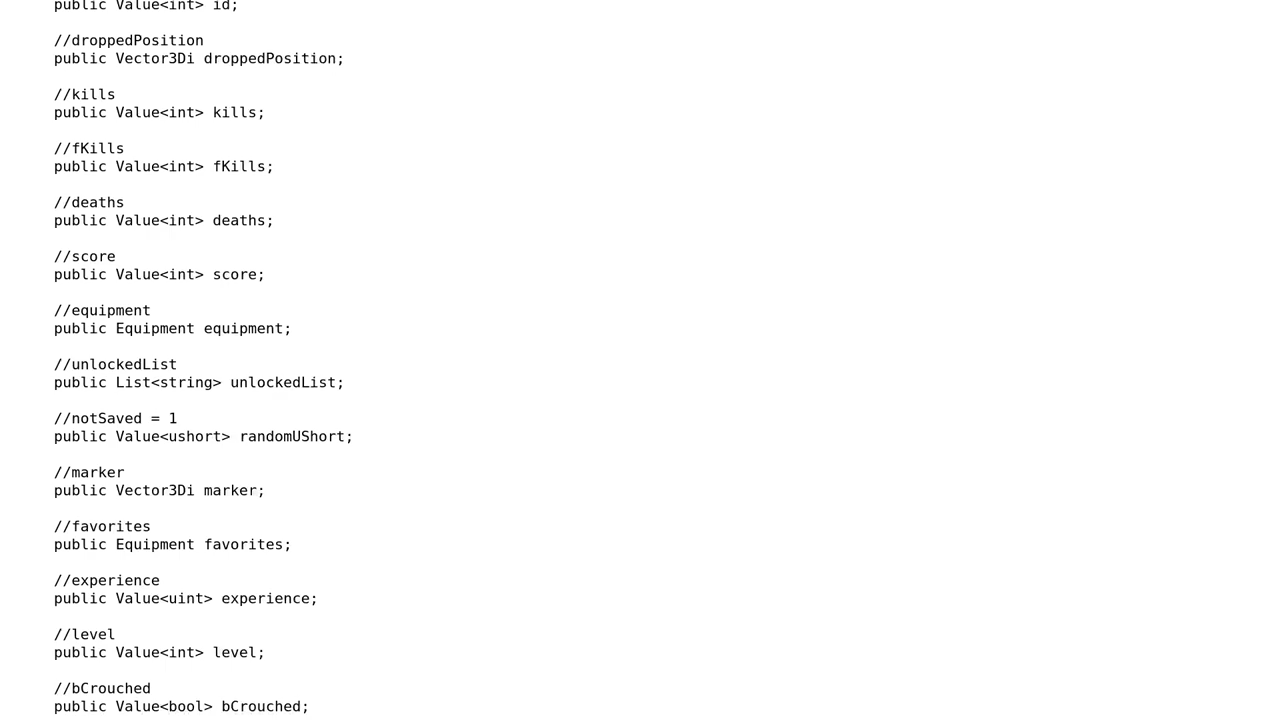 public Value<int> id;
//droppedPosition
public Vector3Di droppedPosition;
//kills
public Value<int> kills;
//fKills
public Value<int> fKills;
//deaths
public Value<int> deaths;
//score
public Value<int> score;
//equipment
public Equipment equipment;
//unlockedList
public List<string> unlockedList;
//notSaved = 1
public Value<ushort> randomUShort;
//marker
public Vector3Di marker;
//favorites
public Equipment favorites;
//experience
public Value<uint> experience;
//level
public Value<int> level;
//bCrouched
public Value<bool> bCrouched;